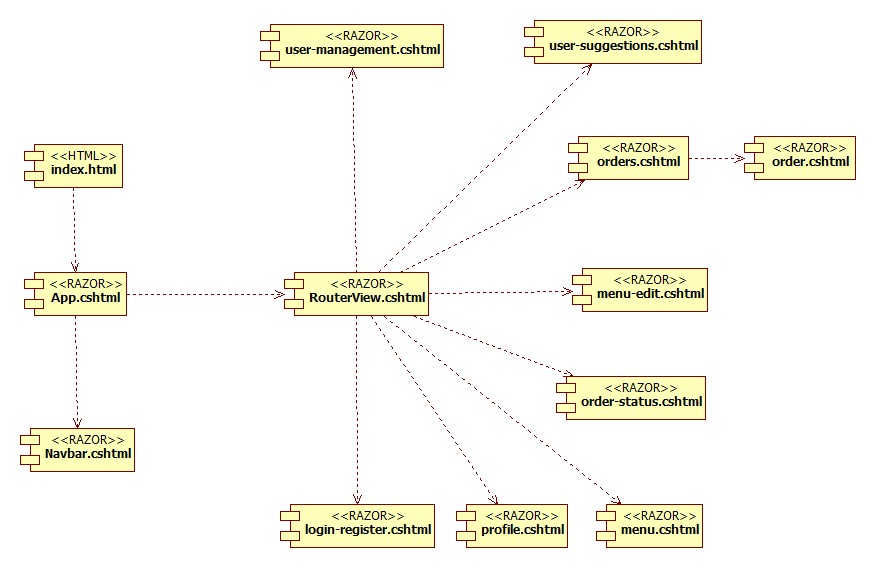 <<RAZOR>>
user-management.cshtml
<<RAZOR>>
user-suggestions.cshtml
<<HTML>>
index.html
<<RAZOR>>
orders.cshtml
<<RAZOR>>
order.cshtml
<<RAZOR>>
App.cshtml
<<RAZOR>>
RouterView.cshtml
<<RAZOR>>
menu-edit.cshtml
<<RAZOR>>
order-status.cshtml
<<RAZOR>>
Navbar.cshtml
<<RAZOR>>
login-register.cshtml
<<RAZOR>>
profile.cshtml
<<RAZOR>>
menu.cshtml